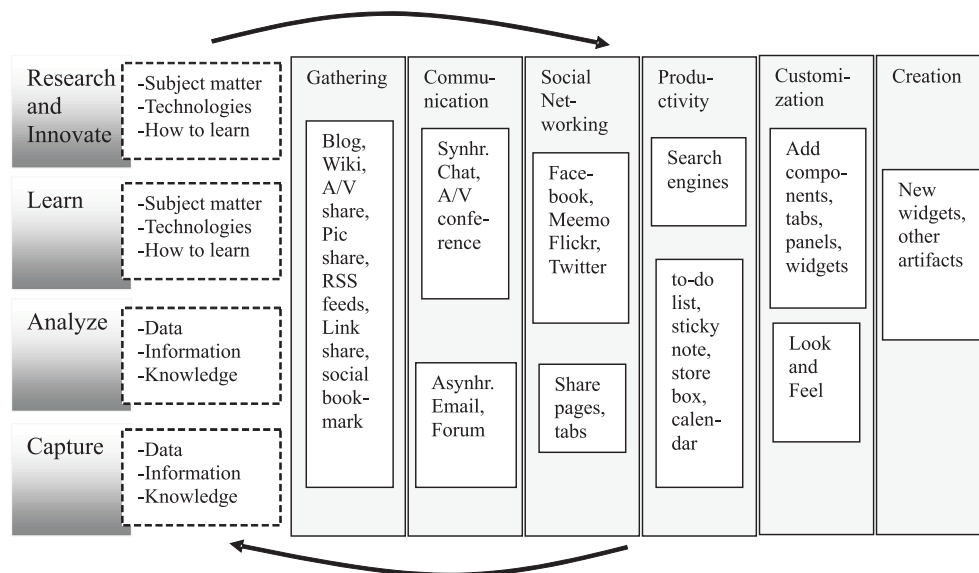 Research
and
Innovate
-Subject matter
-Technologies
-How to learn
Learn
-Subject matter
-Technologies
-How to learn
Analyze
-Data
-Information
-Knowledge
Capture
-Data
-Information
-Knowledge
Gathering
Blog,
Wiki,
A/V
share,
Pic
share,
RSS
feeds,
Link
share,
social
book-
mark
Commu-
nication
Synhr.
Chat,
A/V
confe-
rence
Asynhr.
Email,
Forum
Social
Net-
working
Face-
book,
Meemo
Flickr,
Twitter
Share
pages,
tabs
Produ-
ctivity
Search
engines
to-do
list,
sticky
note,
store
box,
calen-
dar
Customi-
zation
Add
compo-
nents,
tabs,
panels,
widgets
Look
and
Feel
Creation
New
widgets,
other
artifacts